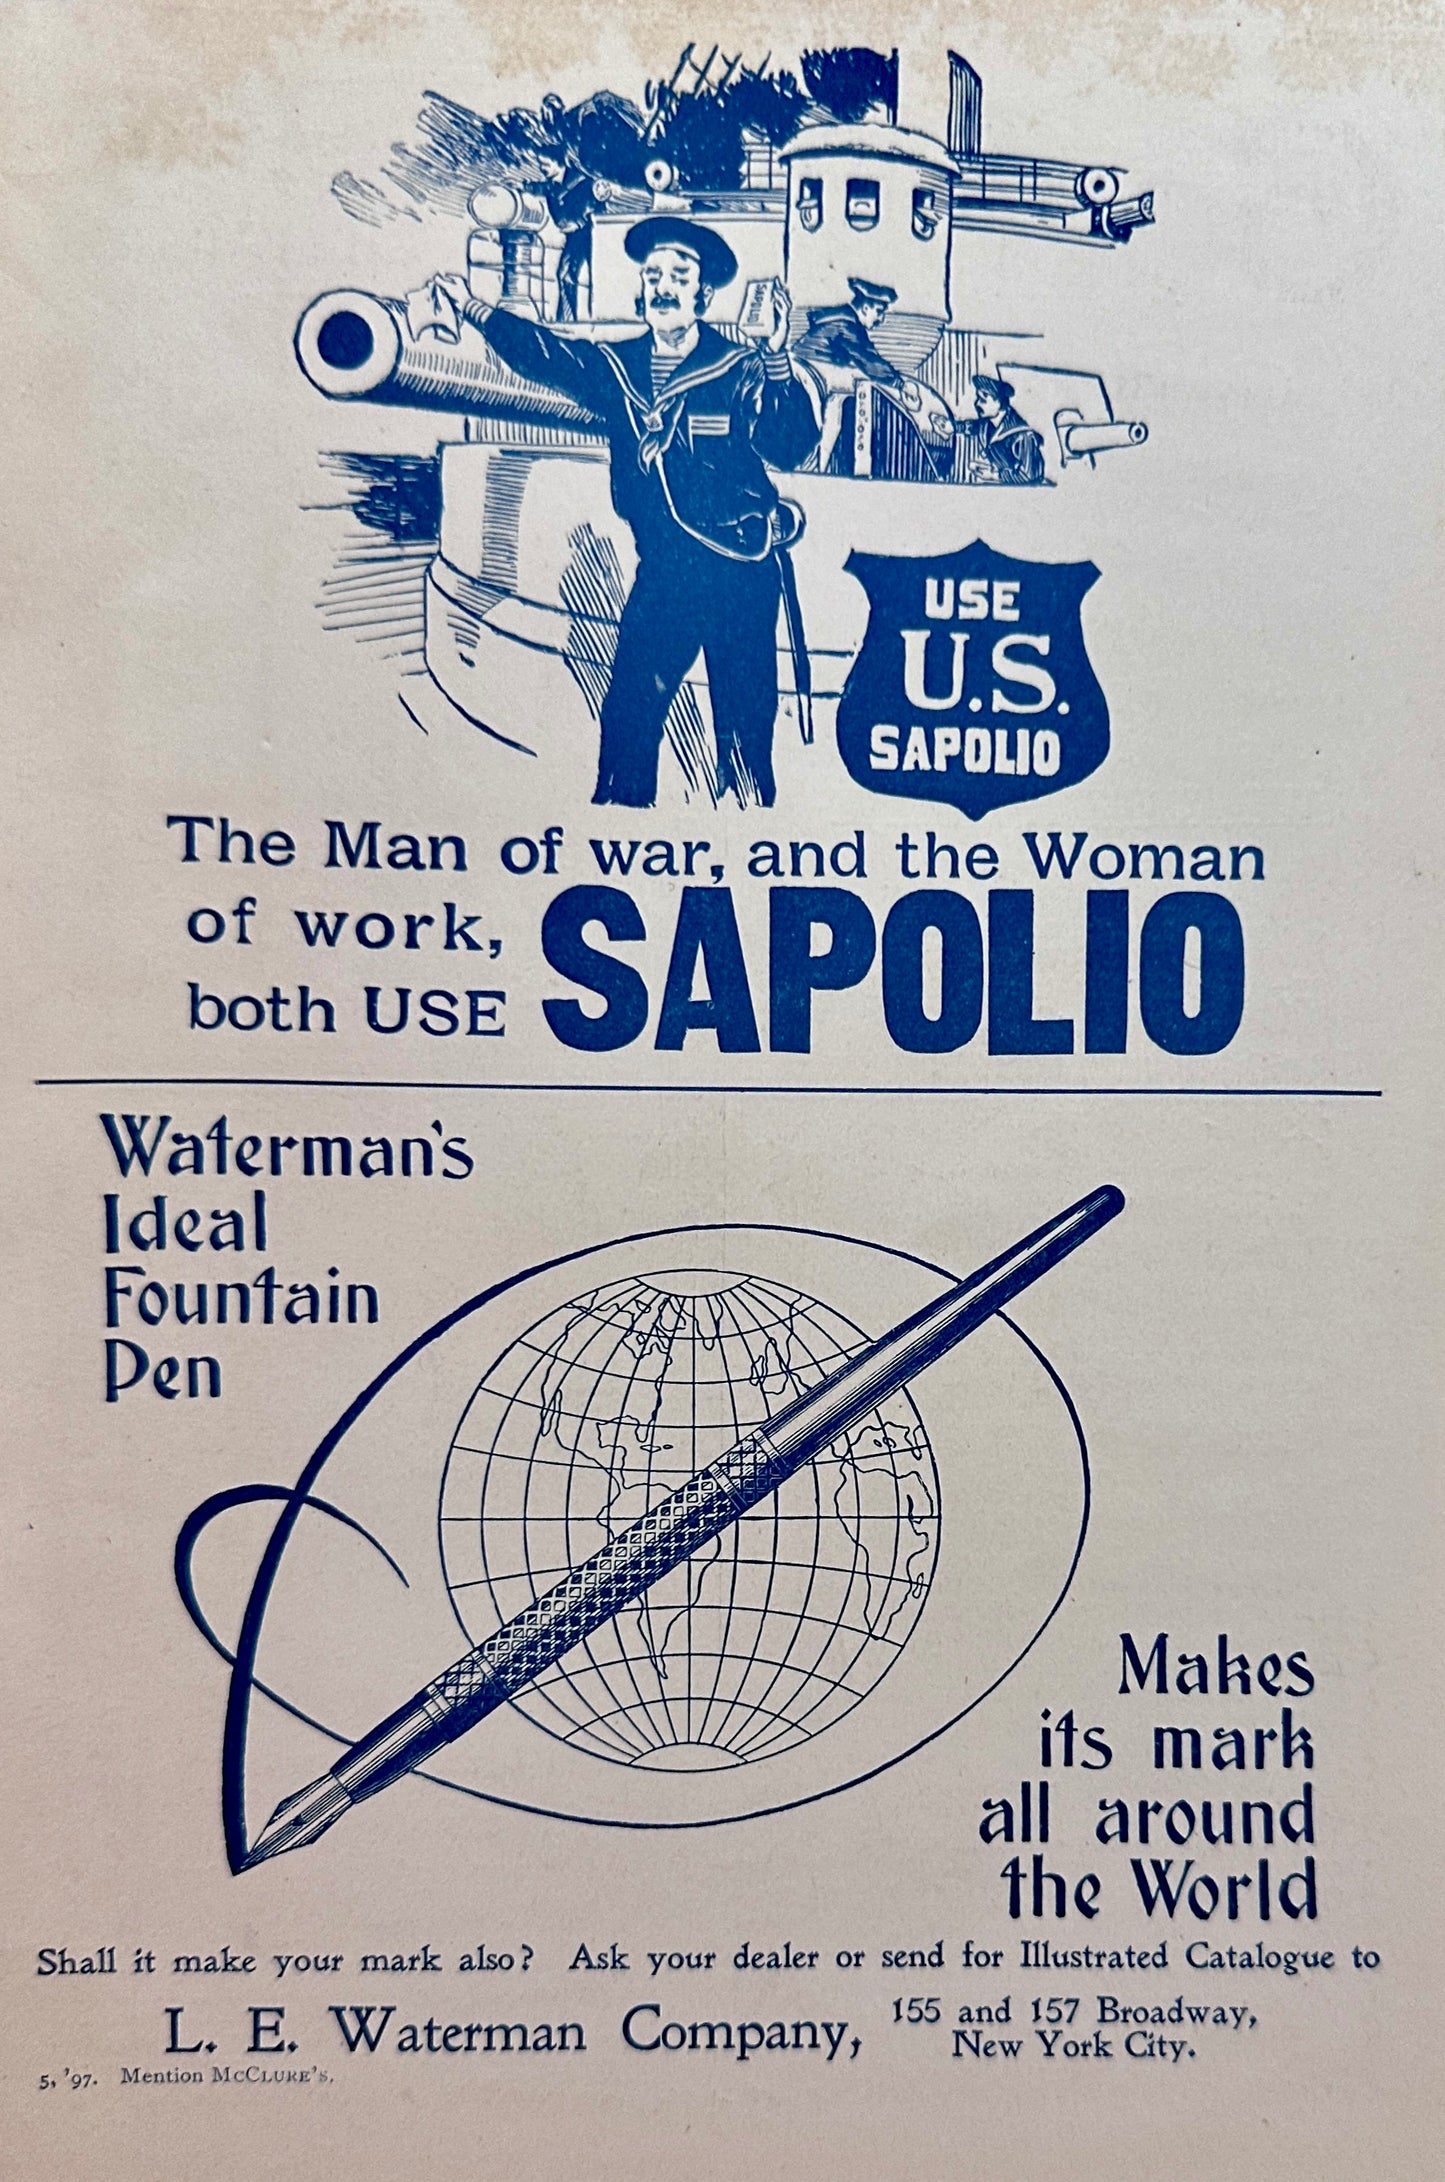 SAPOLIO
USE
U.S.
SAPOLIO
The Man of war, and the Woman
of work,
both USE SAPOLIO
Waterman's
Ideal
Fountain
Pen
Makes
its mark
all around
the World
Shall it make your mark also? Ask your dealer or send for Illustrated Catalogue to
L. E. Waterman Company, 155 and 157 Broadway,
New York City.
5, '97. Mention McCLURE's.